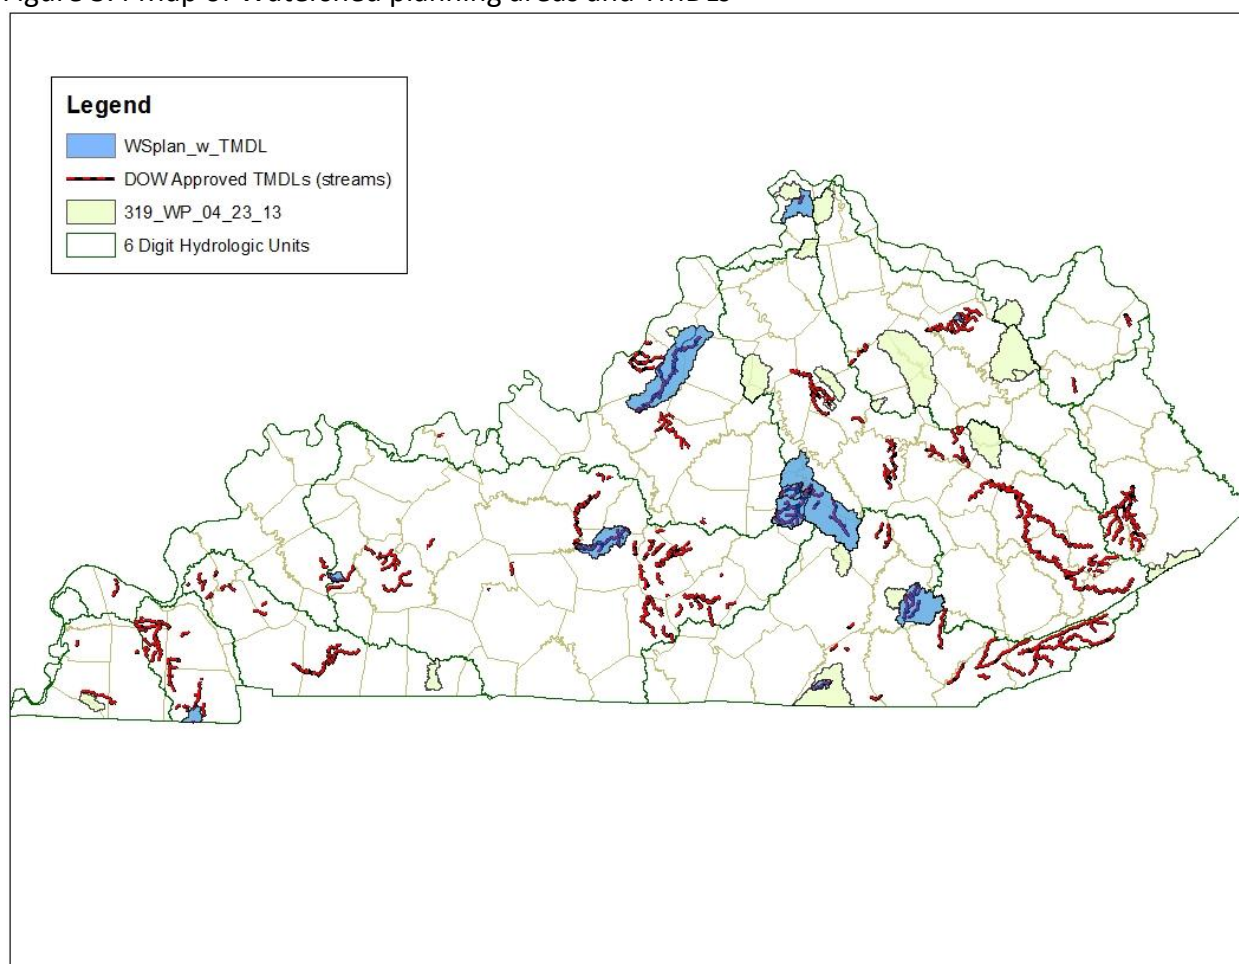 Legend
WSplan_w_TMDL
DOW Approved TMDLs (streams)
319_WP_04_23_13
6 Digit Hydrologic Units